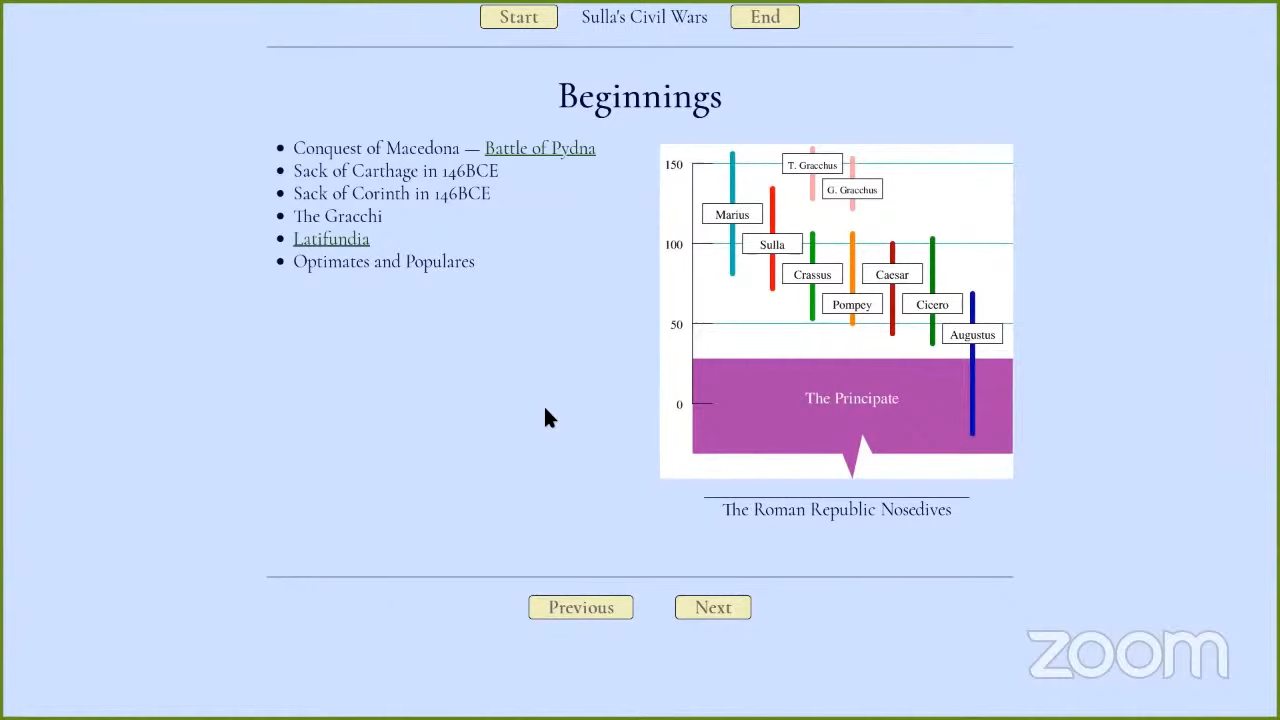 Start Sulla's Civil Wars End
Beginnings
Conquest of Macedona — Battle of Pydna
Sack of Carthage in 146BCE
Sack of Corinth in 146BCE
The Gracchi
Latifundia
Optimates and Populares
150
T. Gracchus
G. Gracchus
Marius
100
Sulla
Crassus
Caesar
Pompey
Cicero
50
Augustus
The Principate
0
The Roman Republic Nosedives
Previous Next
zoom